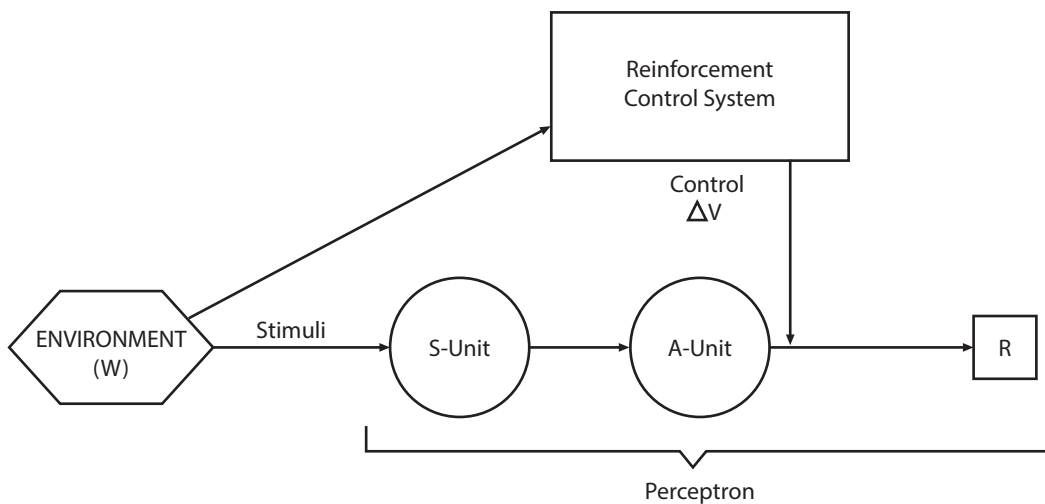 Reinforcement
Control System
Control
ΔV
ENVIRONMENT
(W)
Stimuli
S-Unit
A-Unit
R
Perceptron